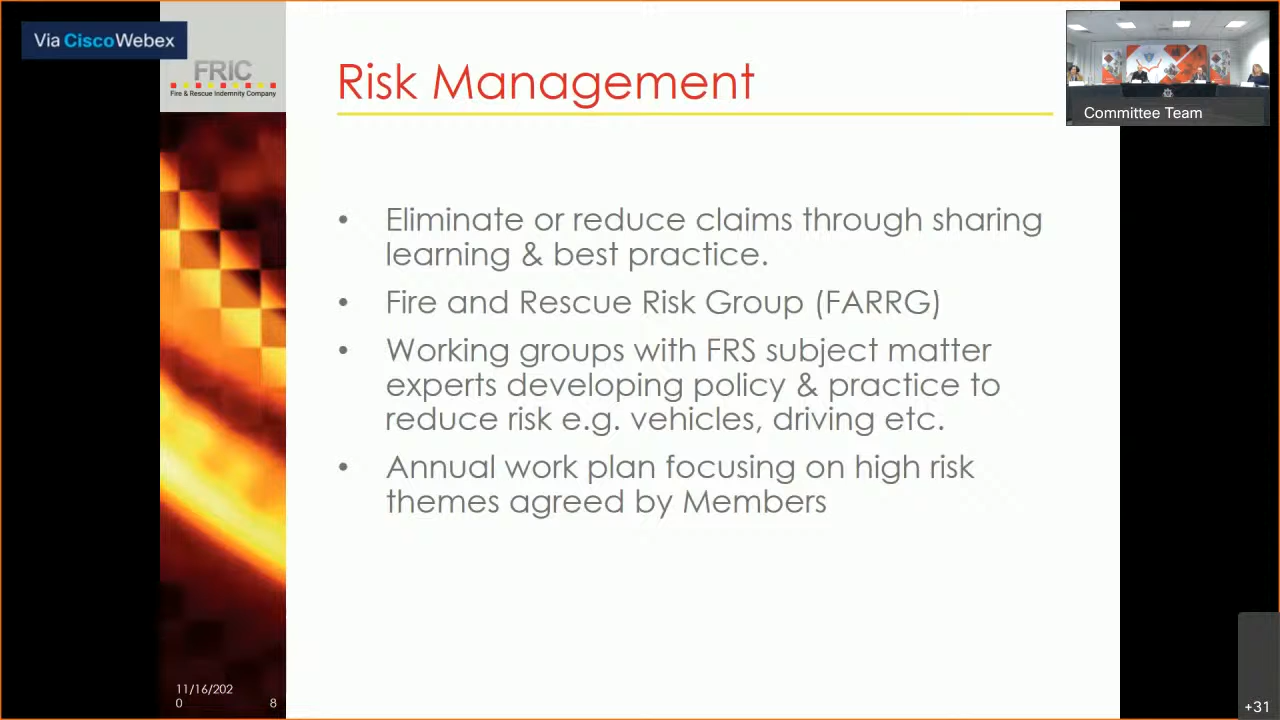 Via CiscoWebex
FRIC
Fire & Rescue Indemnity Company
Risk Management
Committee Team
• Eliminate or reduce claims through sharing
learning & best practice.
• Fire and Rescue Risk Group (FARRG)
• Working groups with FRS subject matter
experts developing policy & practice to
reduce risk e.g. vehicles, driving etc.
• Annual work plan focusing on high risk
themes agreed by Members
11/16/202
0
8
+31